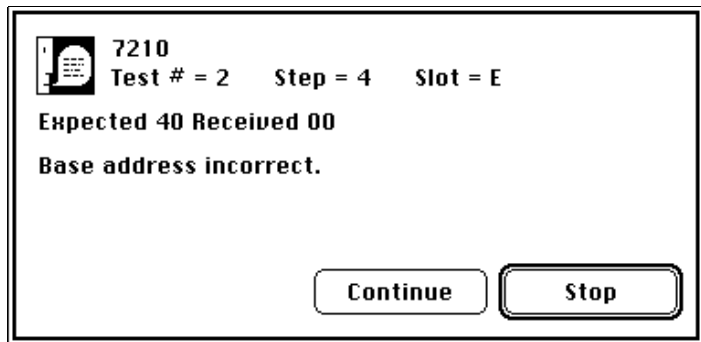 7210
Test # = 2 Step = 4 Slot = E
Expected 40 Received 00
Base address incorrect.
Continue Stop